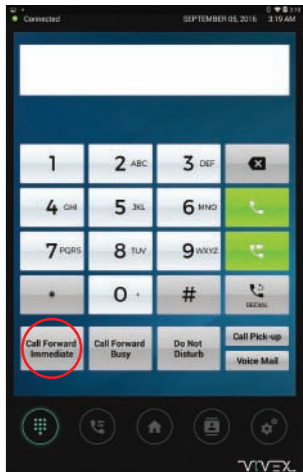 Connected
SEPTEMBER 05, 2016 3:19 AM
1
2 ABC
3 DEF
4 GHI
5 JKL
6 MNO
7 PQRS
8 TUV
9 WXYZ
*
0 +
#
REDIAL
Call Forward
Immediate
Call Forward
Busy
Do Not
Disturb
Call Pick-up
Voice Mail
VIVEX